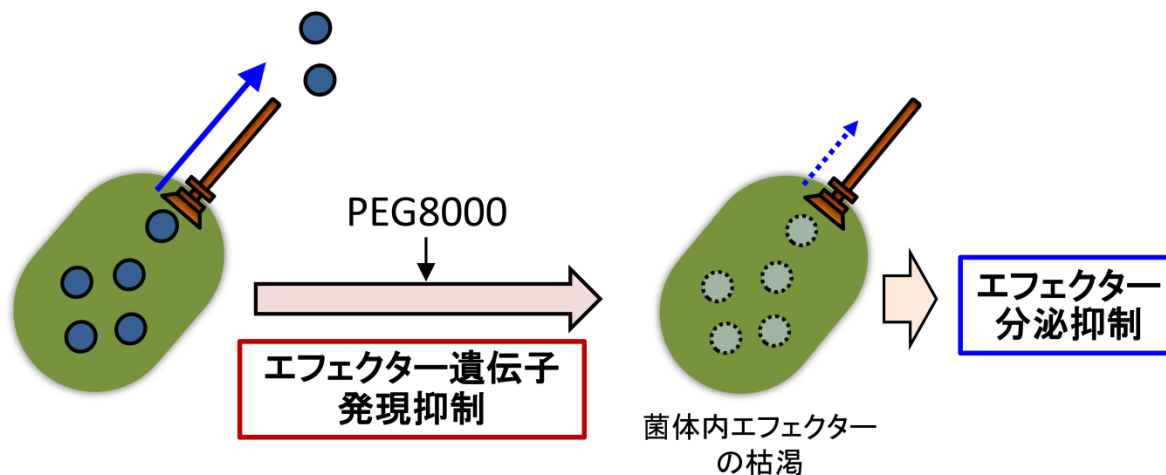 PEG8000
エフェクター遺伝子
発現抑制
菌体内エフェクター
の枯渇
エフェクター
分泌抑制